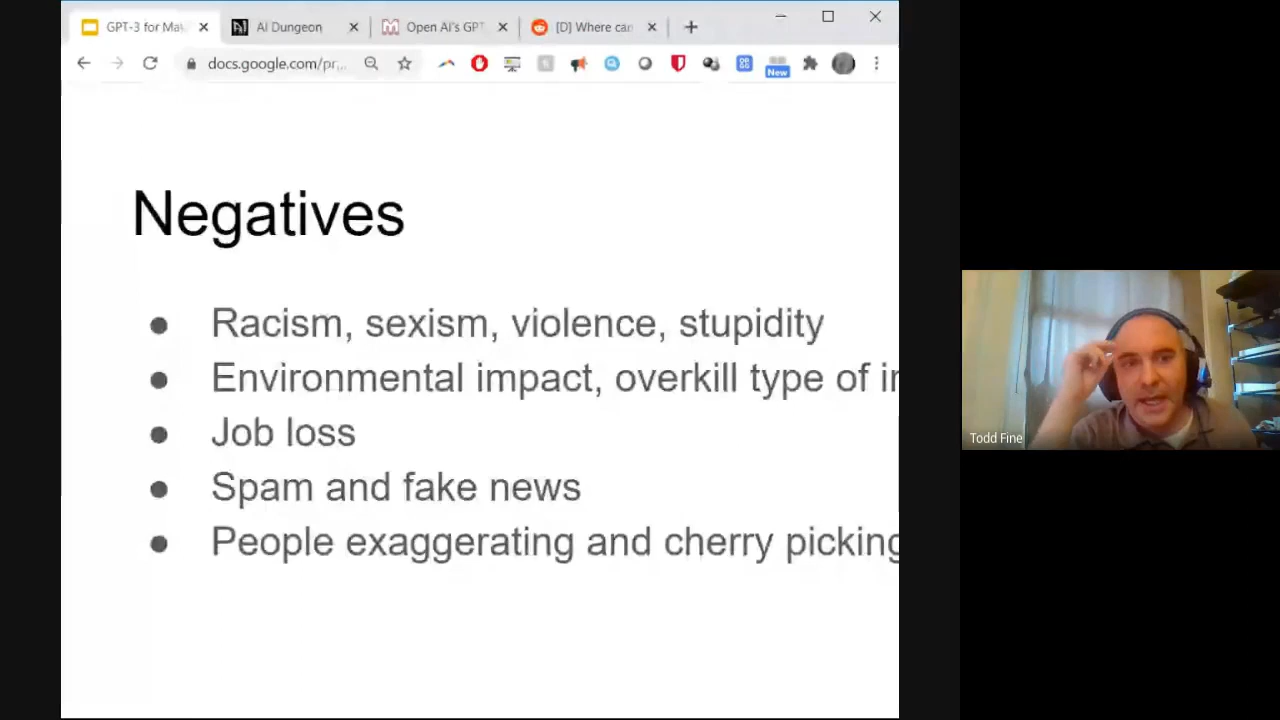 GPT-3 for Ma
AI Dungeon
Open AI's GPT
[D] Where can
docs.google.com/pr...
New
Negatives
● Racism, sexism, violence, stupidity
● Environmental impact, overkill type of
● Job loss
● Spam and fake news
● People exaggerating and cherry picking
Todd Fine